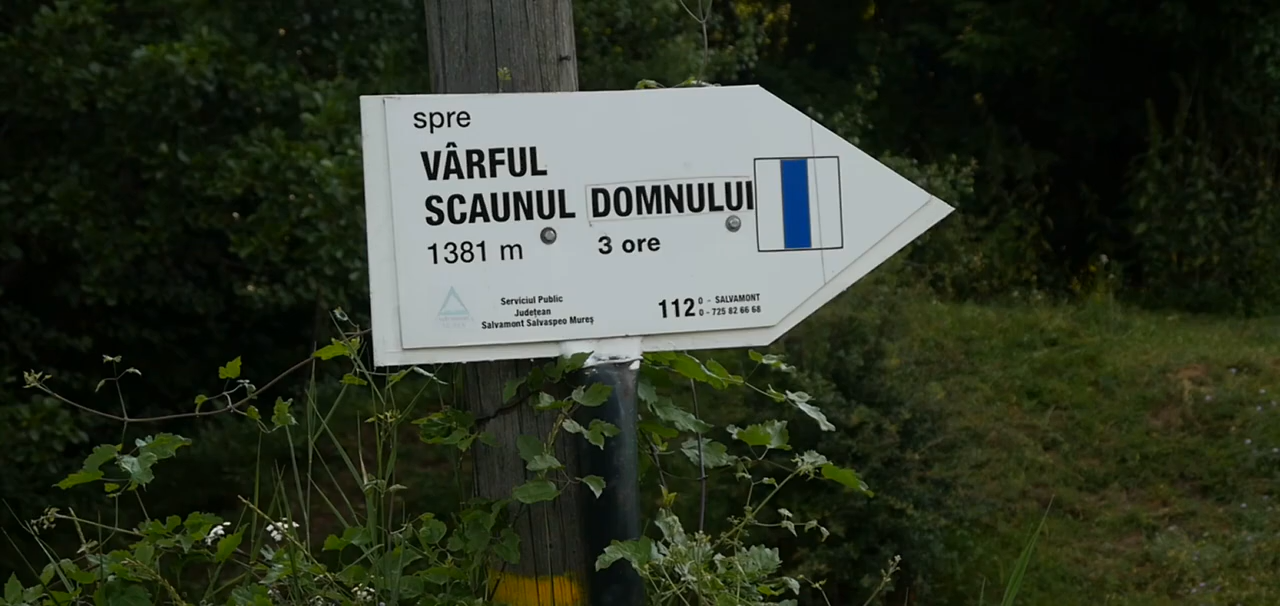 spre
VÂRFUL
SCAUNUL DOMNULUI
1381 m 3 ore
Serviciul Public
Județean
Salvamont Salvaspeo Mureș
112 0 - SALVAMONT
0 - 725 82 66 68